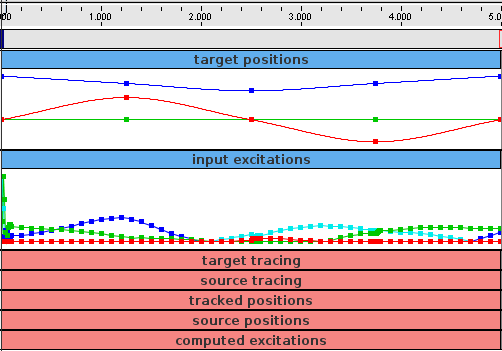 0 1.000 2.000 3.000 4.000 5.0
target positions
input excitations
target tracing
source tracing
tracked positions
source positions
computed excitations